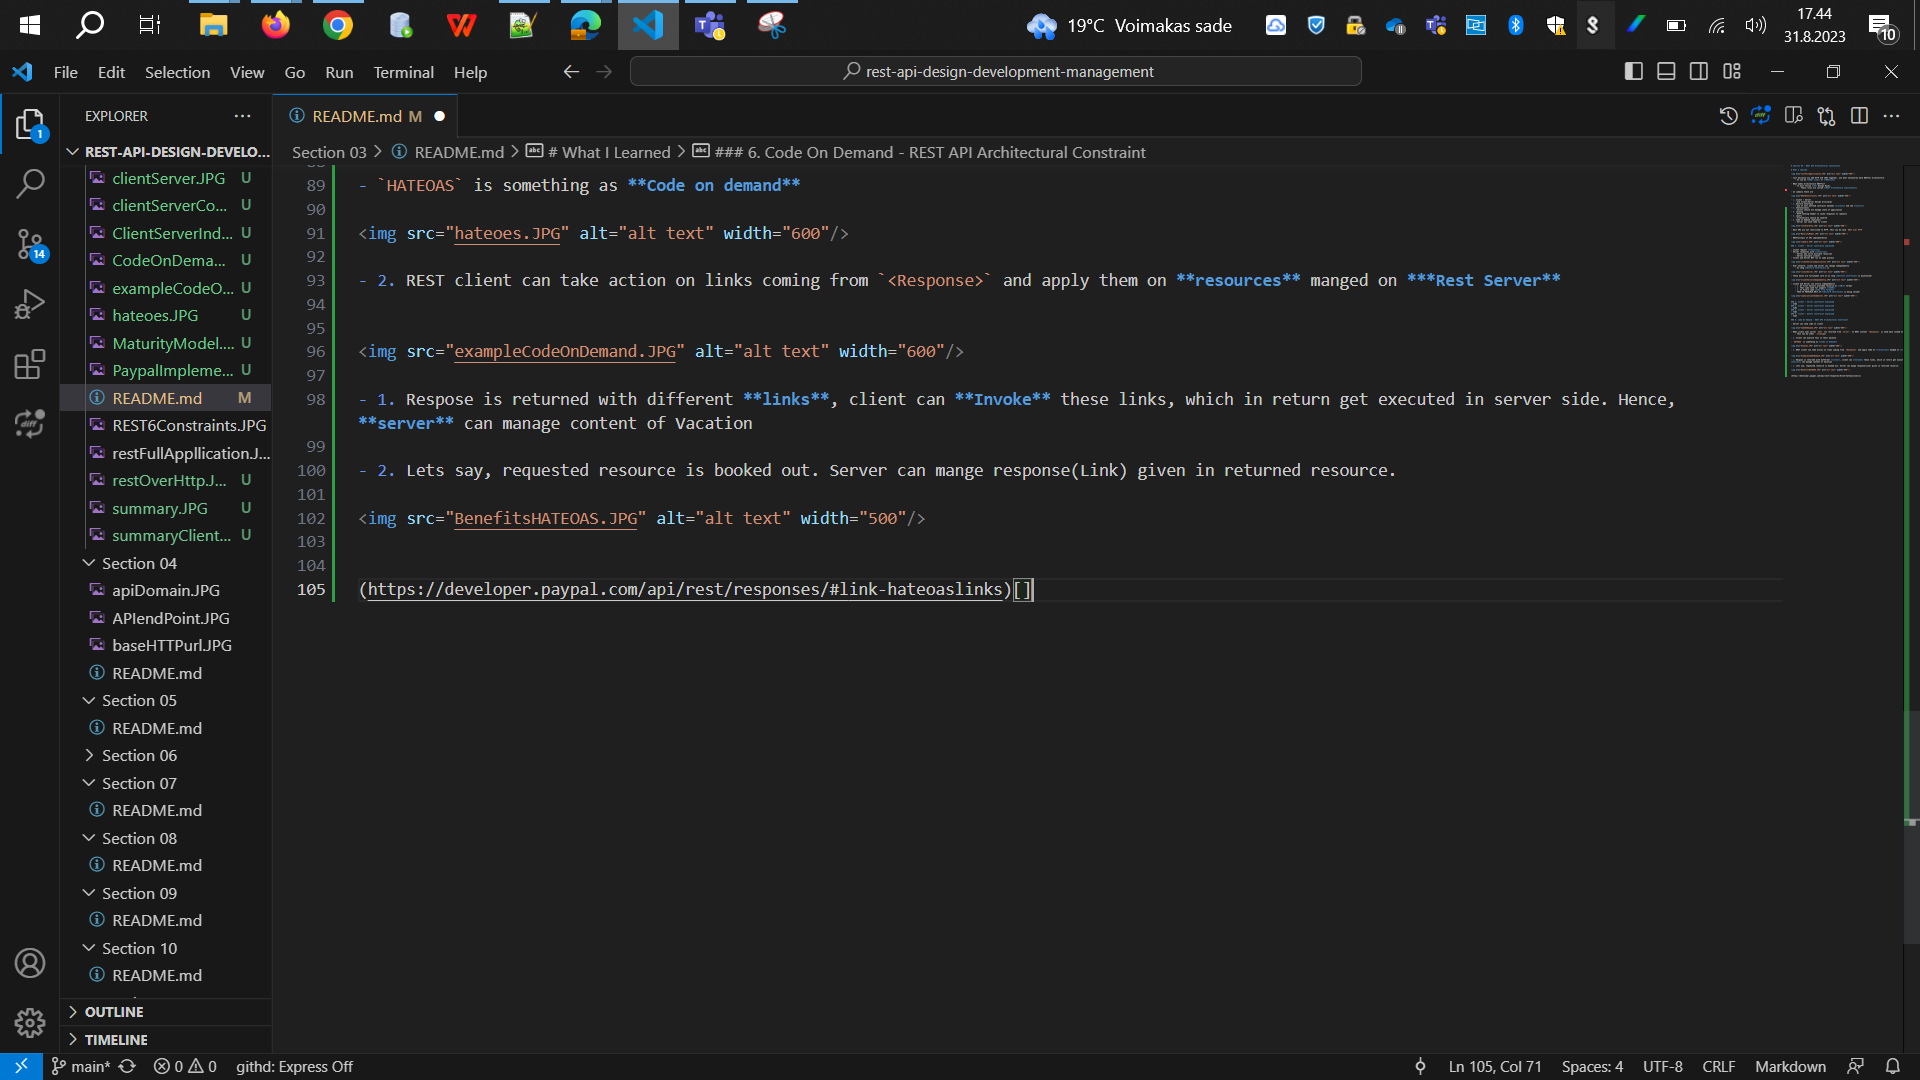 19°C Voimakas sade
17.44
31.8.2023
10
File Edit Selection View Go Run Terminal Help
rest-api-design-development-management
EXPLORER
README.md M
Section 03 > README.md > # What I Learned > ### 6. Code On Demand - REST API Architectural Constraint
1
14
REST-API-DESIGN-DEVELO...
clientServer.JPG U
clientServerCo... U
ClientServerInd... U
CodeOnDema... U
exampleCodeO... U
hateoes.JPG U
MaturityModel.... U
PaypalImpleme... U
README.md M
REST6Constraints.JPG
restFullAppllication.J...
restOverHttp.J... U
summary.JPG U
summaryClient... U
Section 04
apiDomain.JPG
APIendPoint.JPG
baseHTTPurl.JPG
README.md
Section 05
README.md
Section 06
Section 07
README.md
Section 08
README.md
Section 09
README.md
Section 10
README.md
OUTLINE
TIMELINE
89 - `HATEOAS` is something as **Code on demand**
90
91 <img src="hateoes.JPG" alt="alt text" width="600"/>
92
93 - 2. REST client can take action on links coming from `<Response>` and apply them on **resources** manged on ***Rest Server**
94
95
96 <img src="exampleCodeOnDemand.JPG" alt="alt text" width="600"/>
97
98 - 1. Respose is returned with different **links**, client can **Invoke** these links, which in return get executed in server side. Hence,
**server** can manage content of Vacation
99
100 - 2. Lets say, requested resource is booked out. Server can mange response(Link) given in returned resource.
101
102 <img src="BenefitsHATEOAS.JPG" alt="alt text" width="500"/>
103
104
105 (https://developer.paypal.com/api/rest/responses/#link-hateoaslinks)[]
main* 0 0 githd: Express Off
Ln 105, Col 71 Spaces: 4 UTF-8 CRLF Markdown